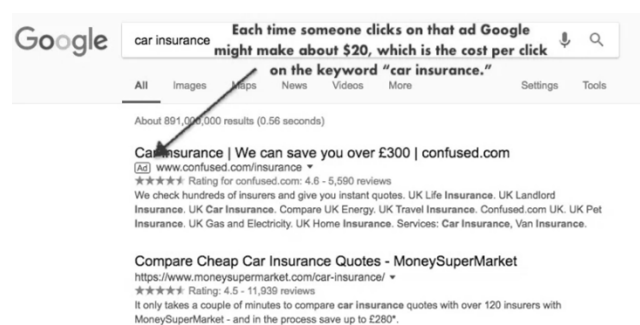 Google
car insurance
Each time someone clicks on that ad Google
might make about $20, which is the cost per click
on the keyword “car insurance.”
All Images Maps News Videos More Settings Tools
About 891,000,000 results (0.56 seconds)
Car Insurance | We can save you over £300 | confused.com
Ad www.confused.com/insurance
Rating for confused.com: 4.6 - 5,590 reviews
We check hundreds of insurers and give you instant quotes. UK Life Insurance. UK Landlord
Insurance. UK Car Insurance. Compare UK Energy. UK Travel Insurance. Confused.com UK. UK Pet
Insurance. UK Gas and Electricity. UK Home Insurance. Services: Car Insurance, Van Insurance.
Compare Cheap Car Insurance Quotes - MoneySuperMarket
https://www.moneysupermarket.com/car-insurance/
Rating: 4.5 - 11,939 reviews
It only takes a couple of minutes to compare car insurance quotes with over 120 insurers with
MoneySuperMarket - and in the process save up to £280*.